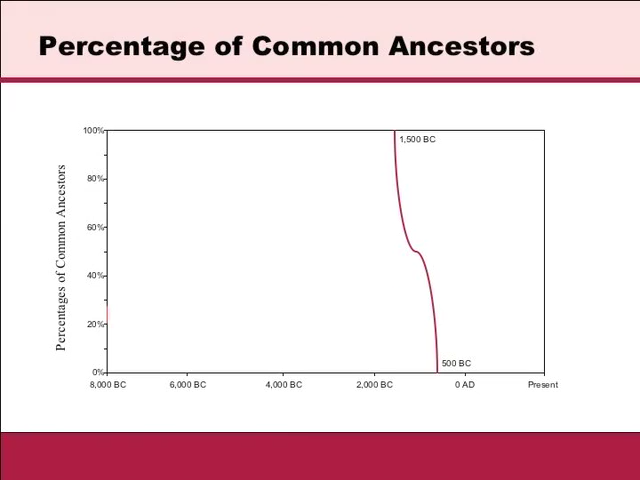 Percentage of Common Ancestors
100%
1,500 BC
80%
60%
Percentages of Common Ancestors
40%
20%
500 BC
0%
8,000 BC 6,000 BC 4,000 BC 2,000 BC 0 AD Present